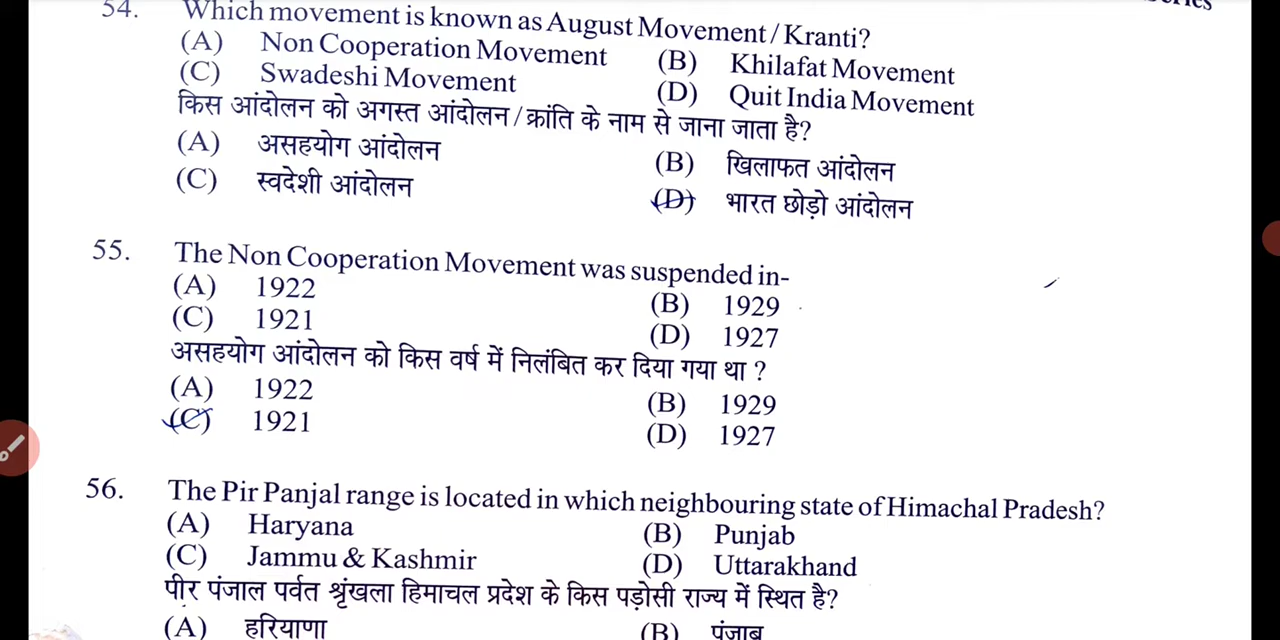 54. Which movement is known as August Movement / Kranti?
(A) Non Cooperation Movement (B) Khilafat Movement
(C) Swadeshi Movement (D) Quit India Movement
किस आंदोलन को अगस्त आंदोलन/क्रांति के नाम से जाना जाता है?
(A) असहयोग आंदोलन (B) खिलाफत आंदोलन
(C) स्वदेशी आंदोलन (D) भारत छोड़ो आंदोलन
55. The Non Cooperation Movement was suspended in-
(A) 1922 (B) 1929
(C) 1921 (D) 1927
असहयोग आंदोलन को किस वर्ष में निलंबित कर दिया गया था ?
(A) 1922 (B) 1929
(C) 1921 (D) 1927
56. The Pir Panjal range is located in which neighbouring state of Himachal Pradesh?
(A) Haryana (B) Punjab
(C) Jammu & Kashmir (D) Uttarakhand
पीर पंजाल पर्वत श्रृंखला हिमाचल प्रदेश के किस पड़ोसी राज्य में स्थित है?
(A) हरियाणा (B) पंजाब